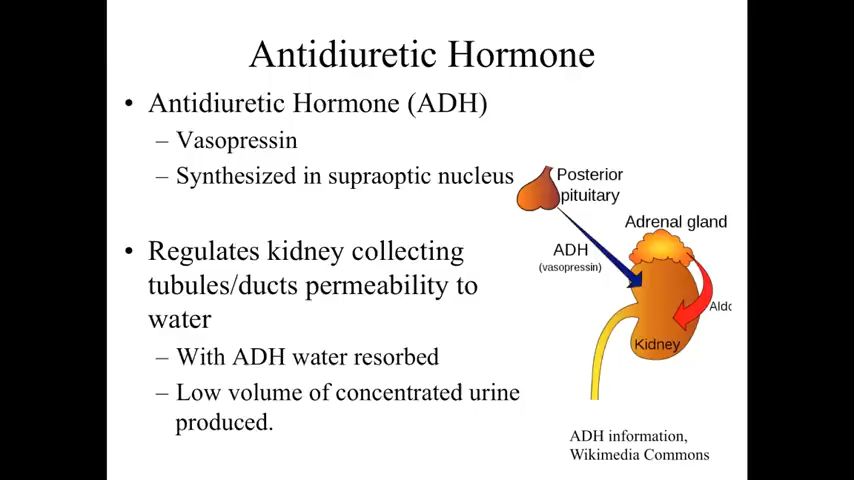 Antidiuretic Hormone
• Antidiuretic Hormone (ADH)
– Vasopressin
– Synthesized in supraoptic nucleus
• Regulates kidney collecting
tubules/ducts permeability to
water
– With ADH water resorbed
– Low volume of concentrated urine
produced.
Posterior
pituitary
Adrenal gland
ADH
(vasopressin)
Aldo
Kidney
ADH information,
Wikimedia Commons